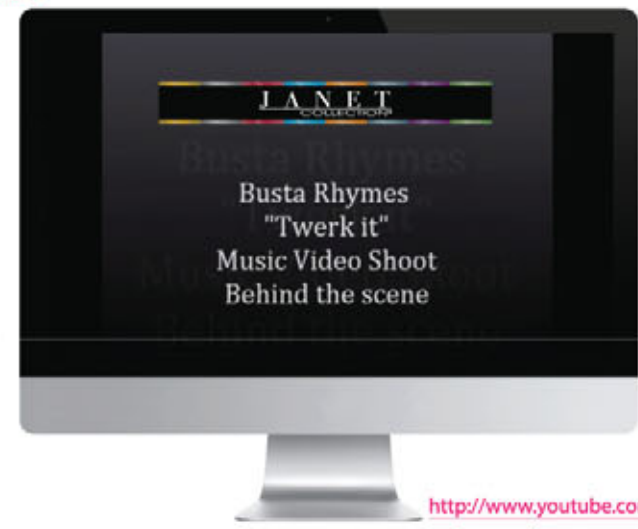 JANET
COLLECTION
Busta Rhymes
"Twerk it"
Music Video Shoot
Behind the scene
http://www.youtube.co